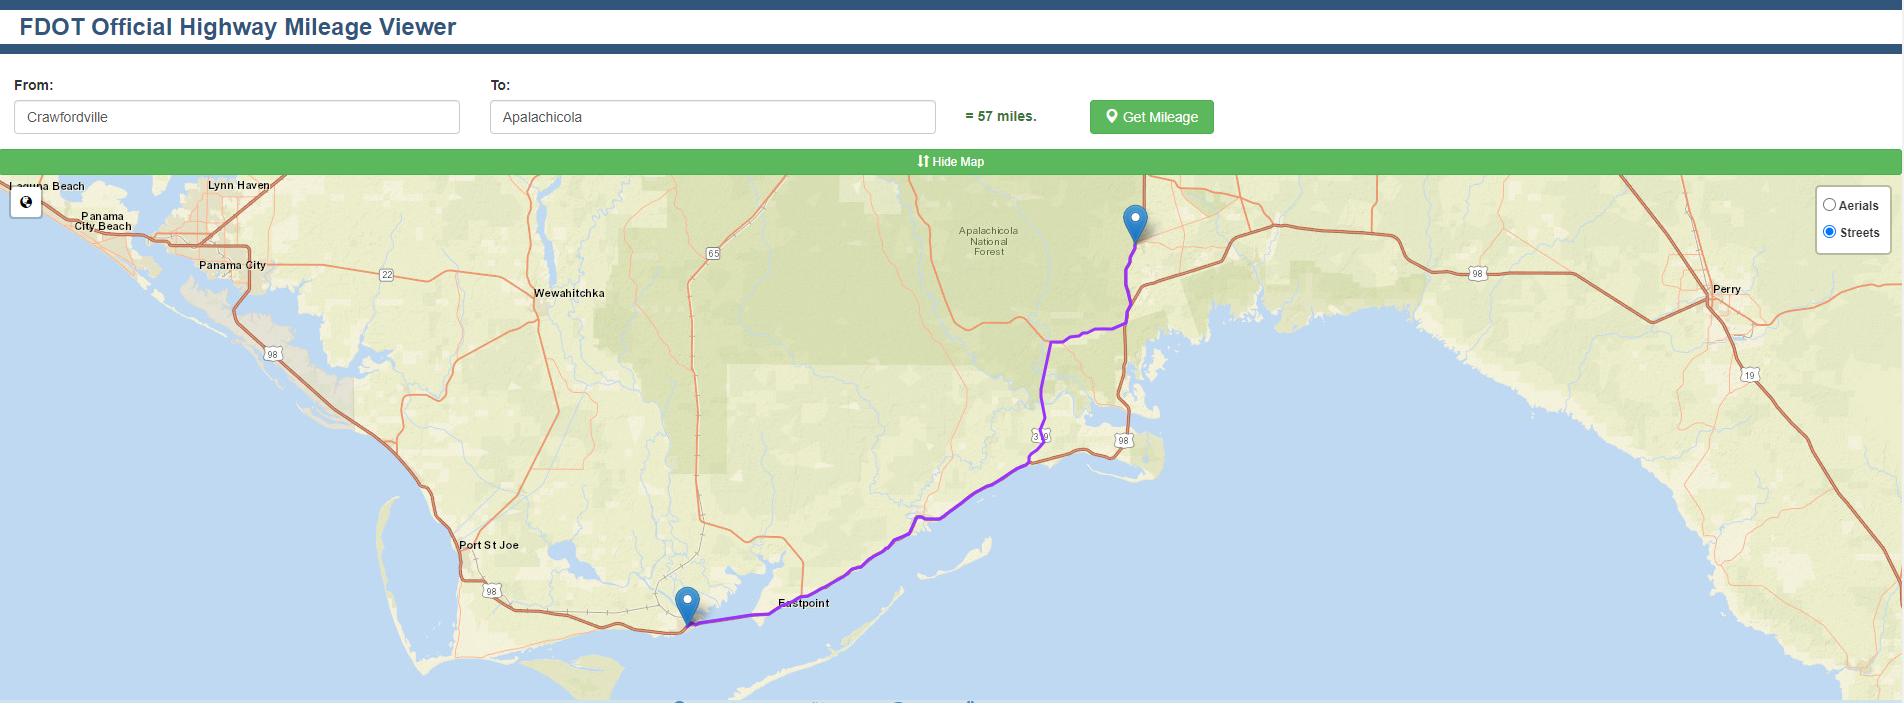 FDOT Official Highway Mileage Viewer
From:
To:
Crawfordville
Apalachicola
= 57 miles.
Get Mileage
Hide Map
Laguna Beach
Lynn Haven
Panama
City Beach
Panama City
22
98
Wewahitchka
65
Apalachicola
National
Forest
Aerials
Streets
98
Perry
19
319
98
Port St Joe
98
Eastpoint